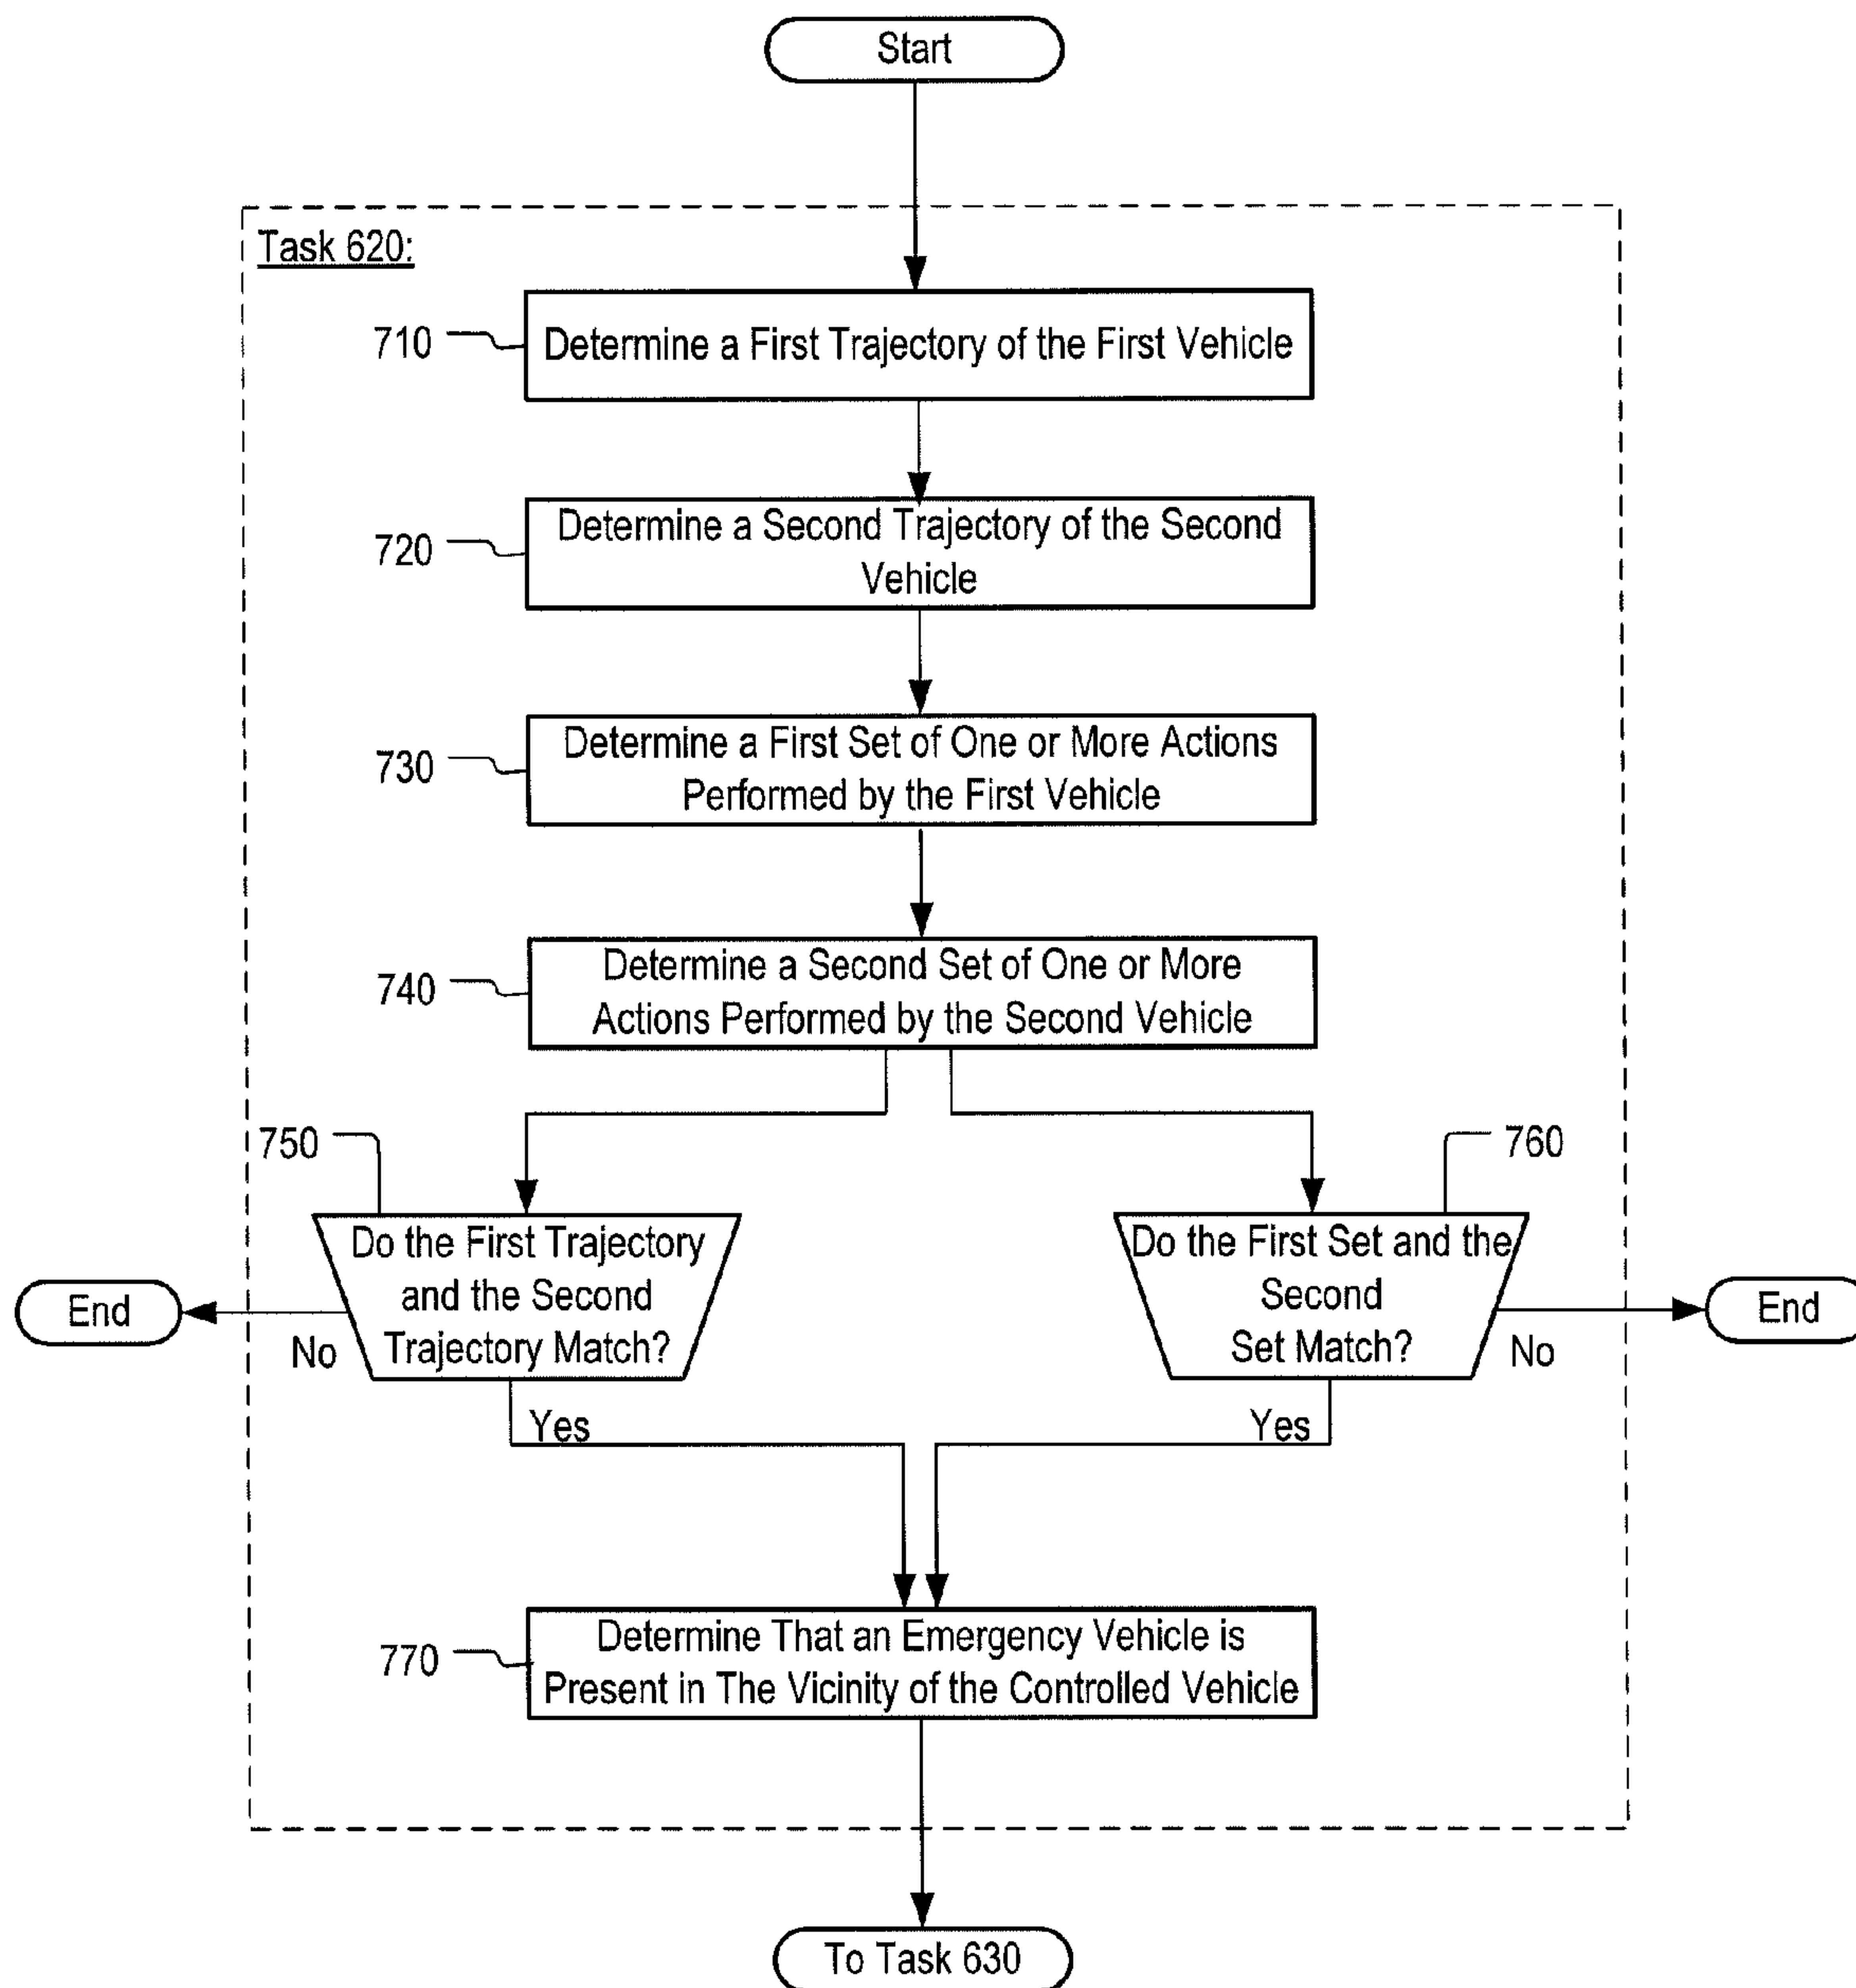 Start
Task 620:
710
Determine a First Trajectory of the First Vehicle
720
Determine a Second Trajectory of the Second
Vehicle
730
Determine a First Set of One or More Actions
Performed by the First Vehicle
740
Determine a Second Set of One or More
Actions Performed by the Second Vehicle
750
760
Do the First Trajectory
and the Second
Trajectory Match?
Do the First Set and the
Second
Set Match?
End
No
End
No
Yes
Yes
770
Determine That an Emergency Vehicle is
Present in The Vicinity of the Controlled Vehicle
To Task 630